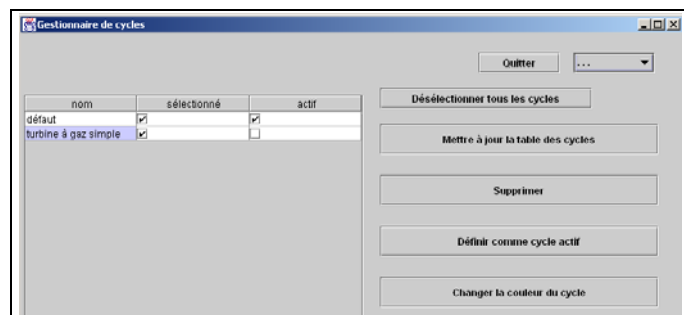 Gestionnaire de cycles
Quitter ...
Désélectionner tous les cycles
nom sélectionné actif
défaut
turbine à gaz simple
Mettre à jour la table des cycles
Supprimer
Définir comme cycle actif
Changer la couleur du cycle